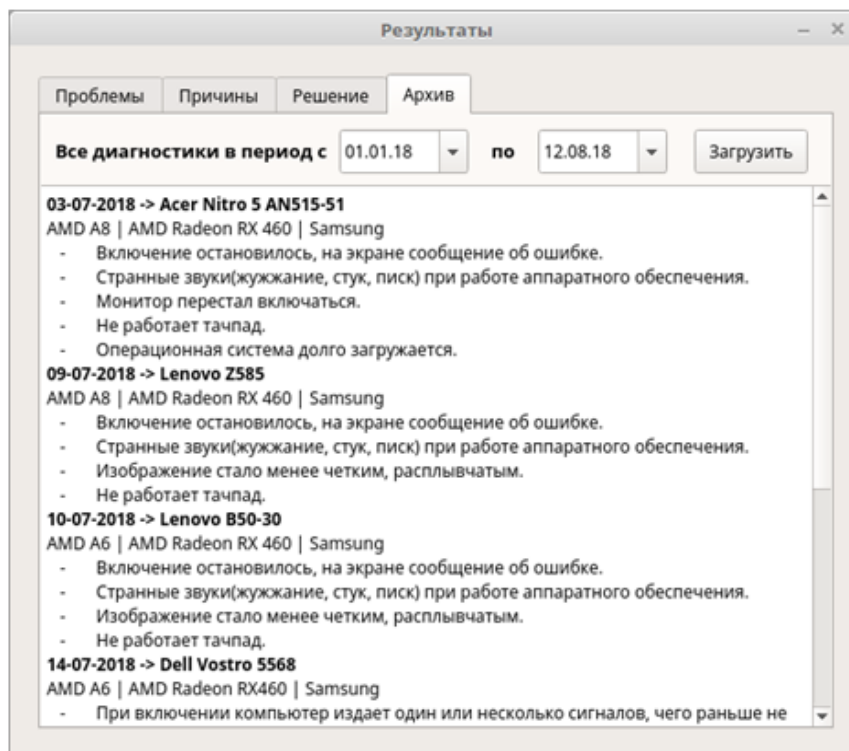 Результаты
Проблемы Причины Решение Архив
Все диагностики в период с 01.01.18 по 12.08.18 Загрузить
03-07-2018 -> Acer Nitro 5 AN515-51
AMD A8 | AMD Radeon RX 460 | Samsung
- Включение остановилось, на экране сообщение об ошибке.
- Странные звуки(жужжание, стук, писк) при работе аппаратного обеспечения.
- Монитор перестал включаться.
- Не работает тачпад.
- Операционная система долго загружается.
09-07-2018 -> Lenovo Z585
AMD A8 | AMD Radeon RX 460 | Samsung
- Включение остановилось, на экране сообщение об ошибке.
- Странные звуки(жужжание, стук, писк) при работе аппаратного обеспечения.
- Изображение стало менее четким, расплывчатым.
- Не работает тачпад.
10-07-2018 -> Lenovo B50-30
AMD A6 | AMD Radeon RX 460 | Samsung
- Включение остановилось, на экране сообщение об ошибке.
- Странные звуки(жужжание, стук, писк) при работе аппаратного обеспечения.
- Изображение стало менее четким, расплывчатым.
- Не работает тачпад.
14-07-2018 -> Dell Vostro 5568
AMD A6 | AMD Radeon RX460 | Samsung
- При включении компьютер издает один или несколько сигналов, чего раньше не